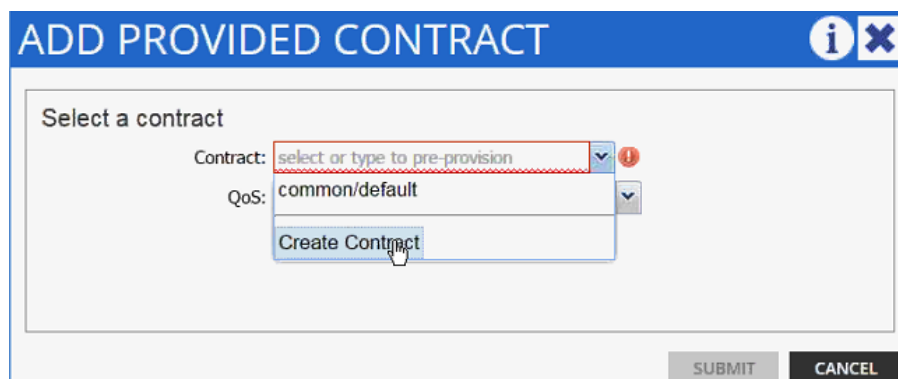 ADD PROVIDED CONTRACT
Select a contract
Contract: select or type to pre-provision
QoS:
common/default
Create Contract
SUBMIT CANCEL